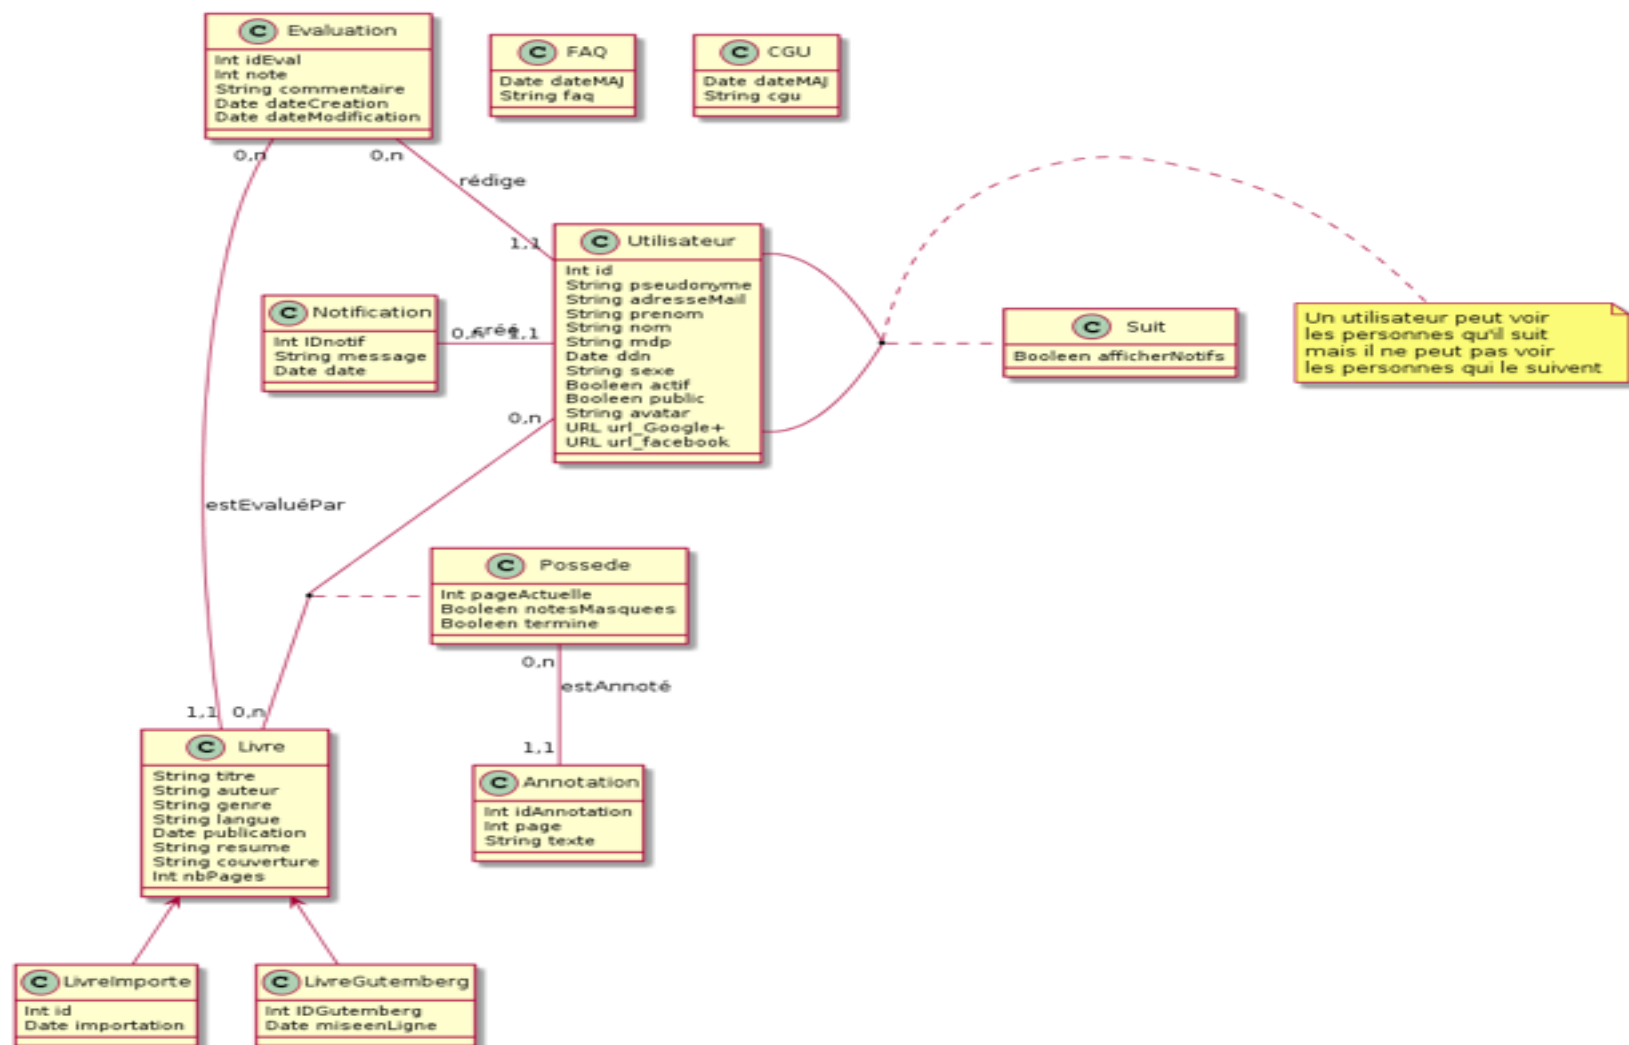 C Evaluation
Int idEval
Int note
String commentaire
Date dateCreation
Date dateModification
C FAQ
Date dateMAJ
String faq
C CGU
Date dateMAJ
String cgu
0,n
0,n
rédige
1,1
C Utilisateur
Int id
String pseudonyme
String adresseMail
String prenom
String nom
String mdp
Date ddn
String sexe
Booleen actif
Booleen public
String avatar
URL url_Google+
URL url_facebook
C Notification
Int IDnotif
String message
Date date
0,n
créé
1,1
C Suit
Booleen afficherNotifs
Un utilisateur peut voir
les personnes qu'il suit
mais il ne peut pas voir
les personnes qui le suivent
0,n
estEvaluéPar
C Possede
Int pageActuelle
Booleen notesMasquees
Booleen termine
0,n
estAnnoté
1,1
1,1
0,n
C Livre
String titre
String auteur
String genre
String langue
Date publication
String resume
String couverture
Int nbPages
C Annotation
Int idAnnotation
Int page
String texte
C LivreImporte
Int id
Date importation
C LivreGutemberg
Int IDGutemberg
Date miseenLigne